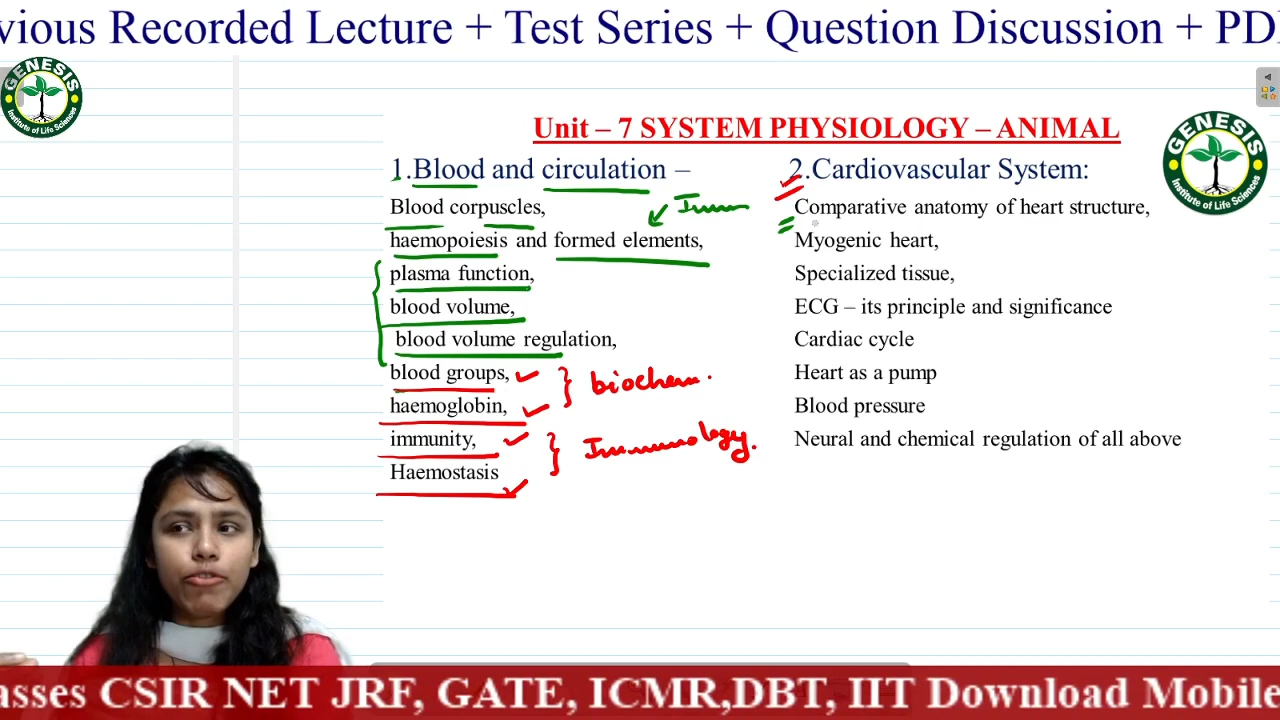 vious Recorded Lecture + Test Series + Question Discussion + PD
GENESIS
Institute of Life Sciences
Unit – 7 SYSTEM PHYSIOLOGY – ANIMAL
GENESIS
Institute of Life Sciences
1.Blood and circulation –
Blood corpuscles,
haemopoiesis and formed elements,
plasma function,
blood volume,
blood volume regulation,
blood groups,
haemoglobin,
immunity,
Haemostasis
biochem.
Immunology.
2.Cardiovascular System:
Comparative anatomy of heart structure,
Myogenic heart,
Specialized tissue,
ECG – its principle and significance
Cardiac cycle
Heart as a pump
Blood pressure
Neural and chemical regulation of all above
asses CSIR NET JRF, GATE, ICMR,DBT, IIT Download Mobile